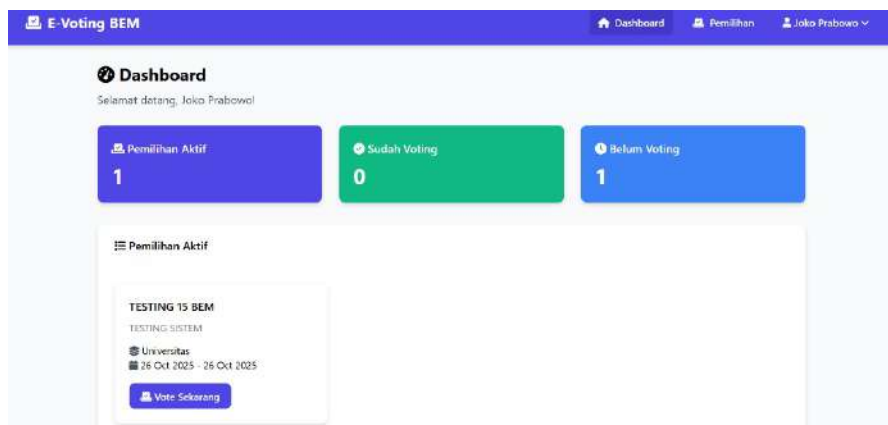 E-Voting BEM
Dashboard Pemilihan Joko Prabowo
Dashboard
Selamat datang, Joko Prabowo!
Pemilihan Aktif
1
Sudah Voting
0
Belum Voting
1
Pemilihan Aktif
TESTING 15 BEM
TESTING SISTEM
Universitas
26 Oct 2025 - 26 Oct 2025
Vote Sekarang